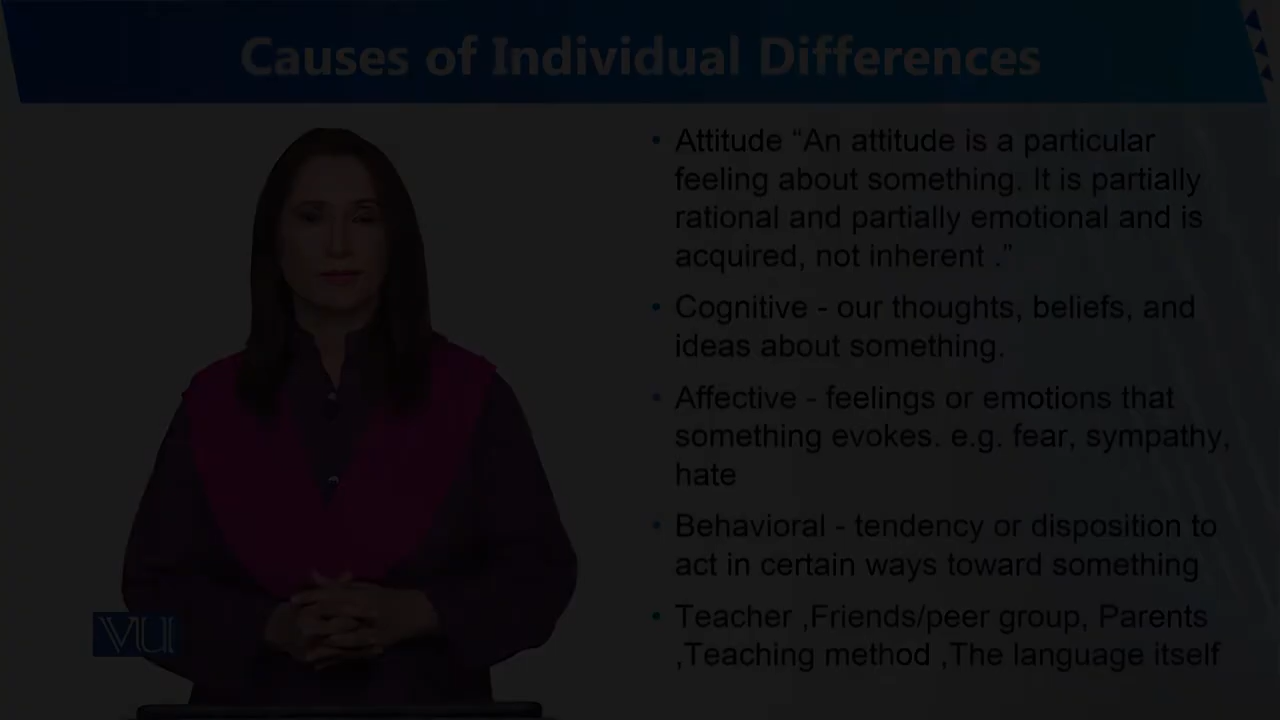 Causes of Individual Differences
• Attitude “An attitude is a particular
feeling about something. It is partially
rational and partially emotional and is
acquired, not inherent .”
• Cognitive - our thoughts, beliefs, and
ideas about something.
• Affective - feelings or emotions that
something evokes. e.g. fear, sympathy,
hate
• Behavioral - tendency or disposition to
act in certain ways toward something
• Teacher ,Friends/peer group, Parents
,Teaching method ,The language itself
VU